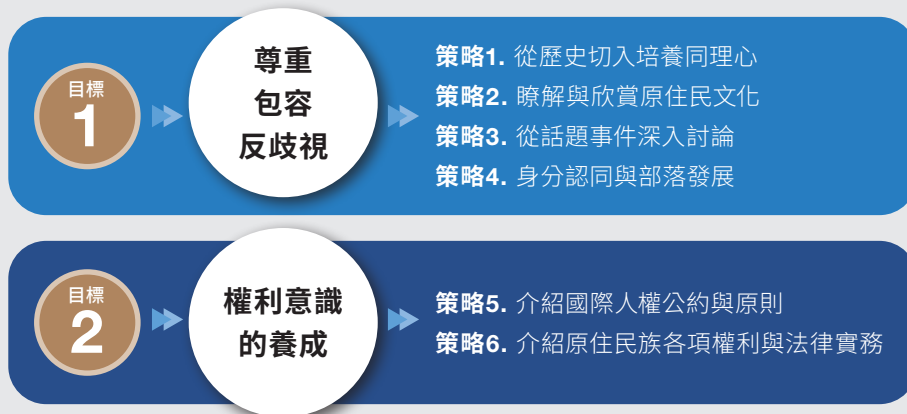 目標
1
尊重
包容
反歧視
策略1. 從歷史切入培養同理心
策略2. 瞭解與欣賞原住民文化
策略3. 從話題事件深入討論
策略4. 身分認同與部落發展
目標
2
權利意識
的養成
策略5. 介紹國際人權公約與原則
策略6. 介紹原住民族各項權利與法律實務